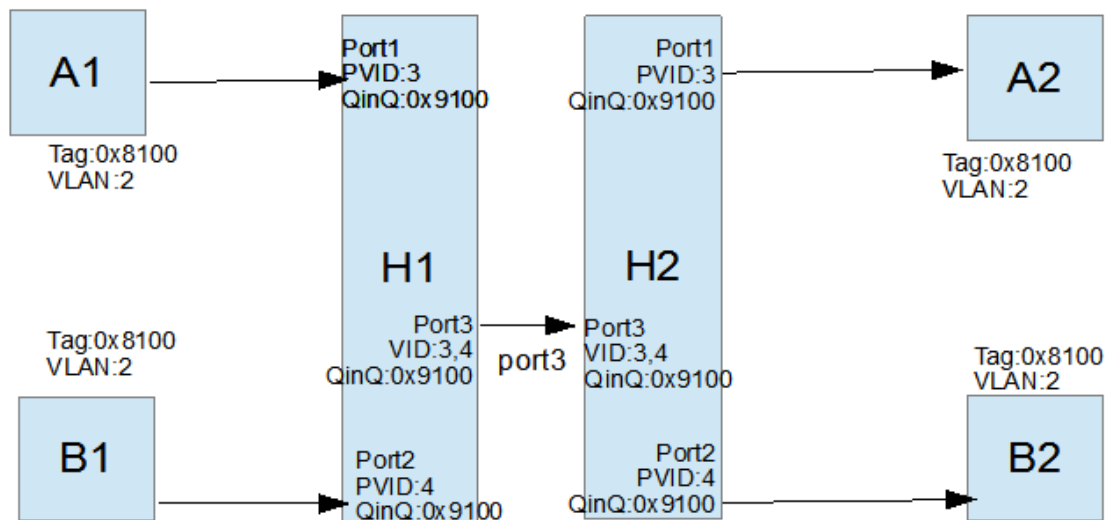 A1
Tag:0x8100
VLAN:2
Port1
PVID:3
QinQ:0x9100
Port1
PVID:3
QinQ:0x9100
A2
Tag:0x8100
VLAN:2
H1
H2
Port3
VID:3,4
QinQ:0x9100
port3
Port3
VID:3,4
QinQ:0x9100
Tag:0x8100
VLAN:2
B1
Port2
PVID:4
QinQ:0x9100
Port2
PVID:4
QinQ:0x9100
Tag:0x8100
VLAN:2
B2